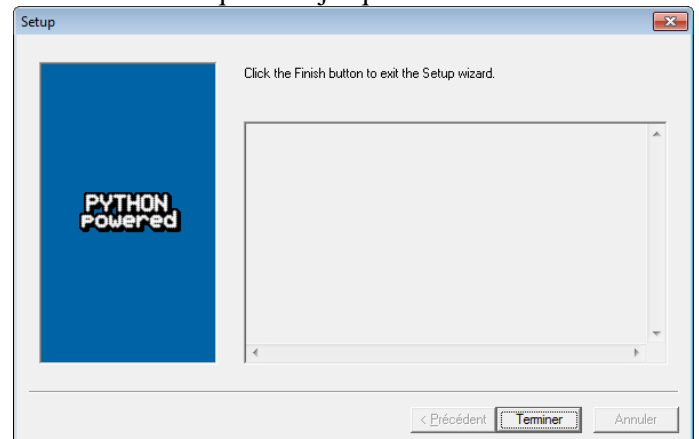 Setup
Click the Finish button to exit the Setup wizard.
PYTHON
Powered
< Précédent
Terminer
Annuler